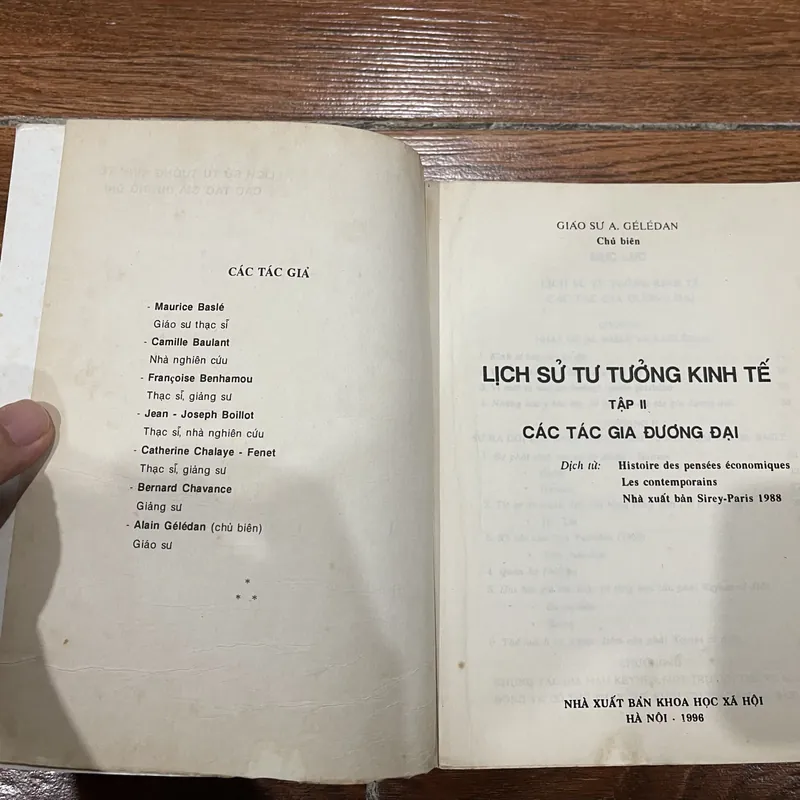 CÁC TÁC GIẢ
- Maurice Baslé
Giáo sư thạc sĩ
- Camille Baulant
Nhà nghiên cứu
- Françoise Benhamou
Thạc sĩ, giảng sư
- Jean - Joseph Boillot
Thạc sĩ, nhà nghiên cứu
- Catherine Chalaye - Fenet
Thạc sĩ, giảng sư
- Bernard Chavance
Giảng sư
- Alain Gélédan (chủ biên)
Giáo sư
*
* *
GIÁO SƯ A. GÉLÉDAN
Chủ biên
LỊCH SỬ TƯ TƯỞNG KINH TẾ
TẬP II
CÁC TÁC GIA ĐƯƠNG ĐẠI
Dịch từ: Histoire des pensées économiques
Les contemporains
Nhà xuất bản Sirey-Paris 1988
NHÀ XUẤT BẢN KHOA HỌC XÃ HỘI
HÀ NỘI - 1996